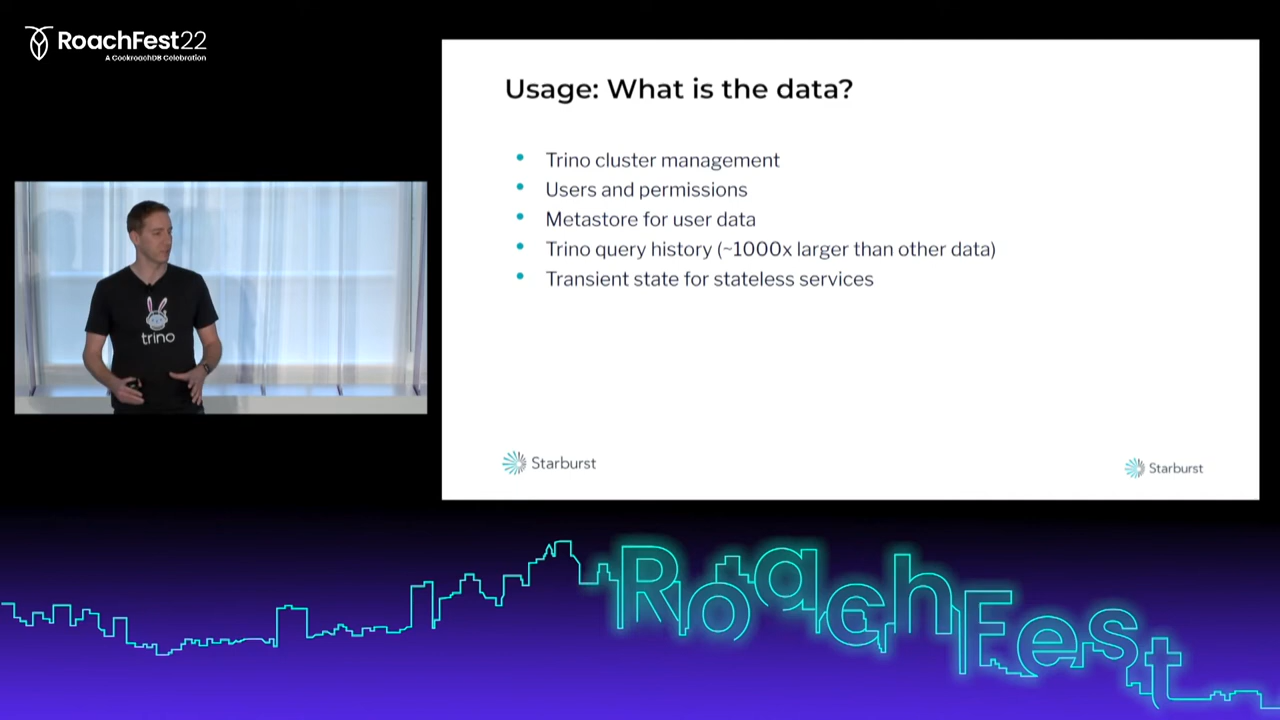 RoachFest22
A CockroachDB Celebration
Usage: What is the data?
• Trino cluster management
• Users and permissions
• Metastore for user data
• Trino query history (~1000x larger than other data)
• Transient state for stateless services
trino
Starburst
Starburst
RoachFest